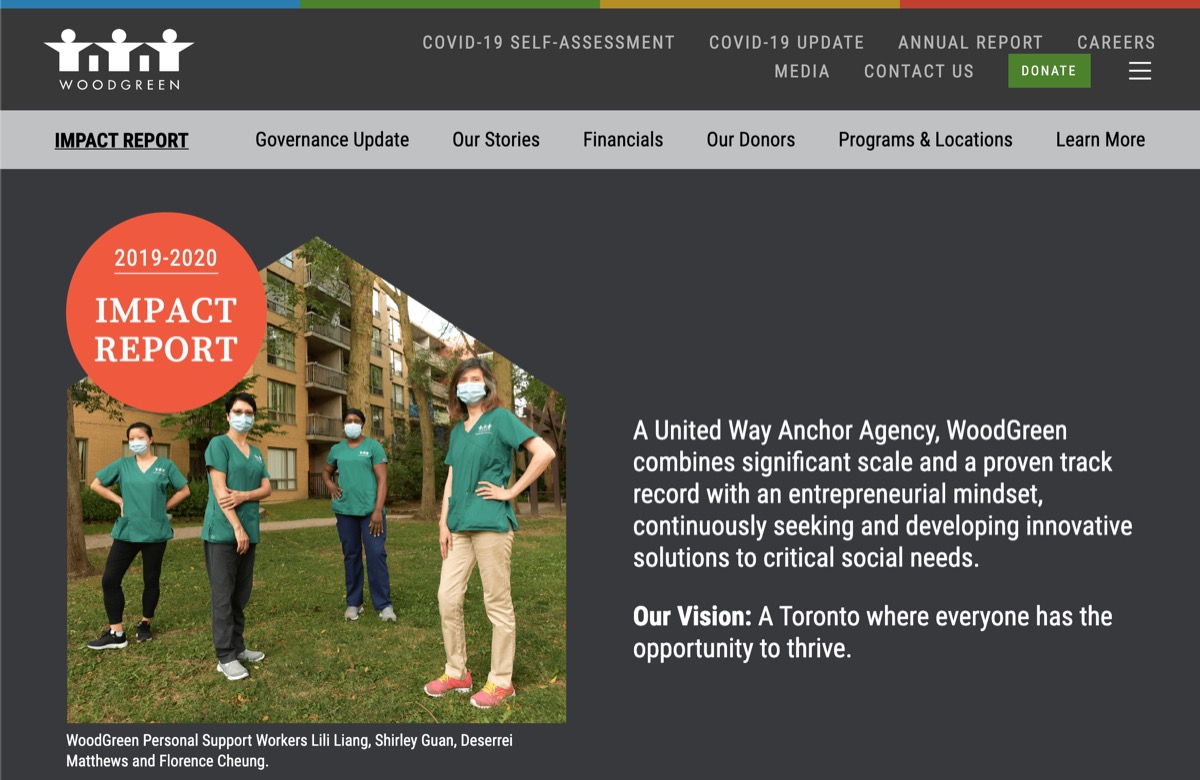 WOODGREEN
COVID-19 SELF-ASSESSMENT COVID-19 UPDATE ANNUAL REPORT CAREERS
MEDIA CONTACT US DONATE
IMPACT REPORT Governance Update Our Stories Financials Our Donors Programs & Locations Learn More
2019-2020
IMPACT
REPORT
A United Way Anchor Agency, WoodGreen
combines significant scale and a proven track
record with an entrepreneurial mindset,
continuously seeking and developing innovative
solutions to critical social needs.
Our Vision: A Toronto where everyone has the
opportunity to thrive.
WoodGreen Personal Support Workers Lili Liang, Shirley Guan, Deserrei
Matthews and Florence Cheung.